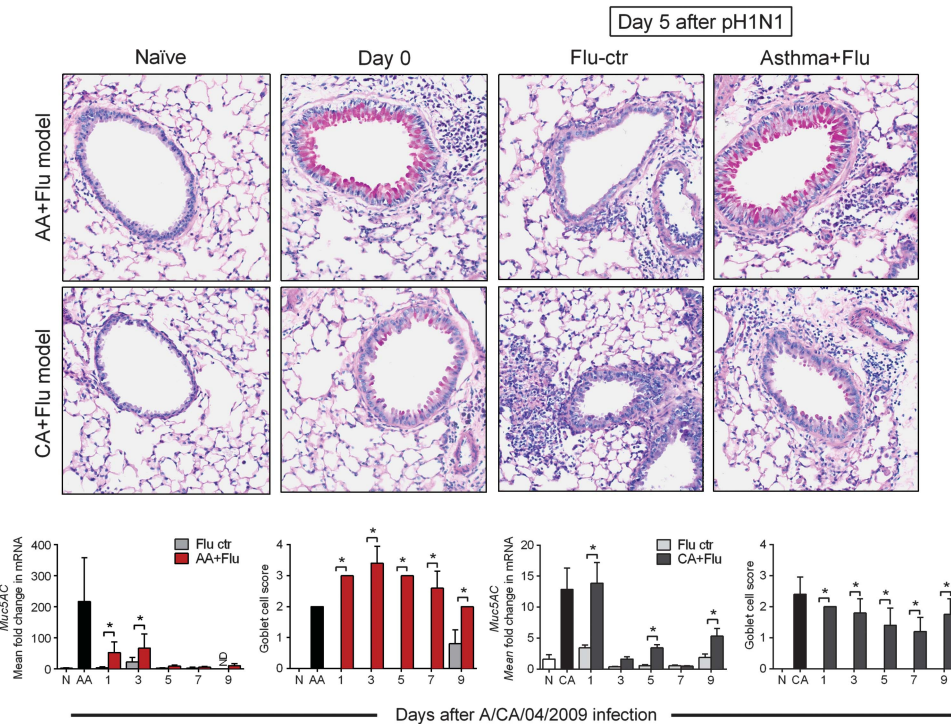 Day 5 after pH1N1
Naïve
Day 0
Flu-ctr
Asthma+Flu
AA+Flu model
CA+Flu model
Muc5AC
Mean fold change in mRNA
400
300
200
100
0
Flu ctr
AA+Flu
*
*
ND
N AA 1 3 5 7 9
Goblet cell score
4
3
2
1
0
*
*
*
*
*
N AA 1 3 5 7 9
Muc5AC
Mean fold change in mRNA
20
15
10
5
0
Flu ctr
CA+Flu
*
*
*
N CA 1 3 5 7 9
Goblet cell score
4
3
2
1
0
*
*
*
*
*
N CA 1 3 5 7 9
Days after A/CA/04/2009 infection